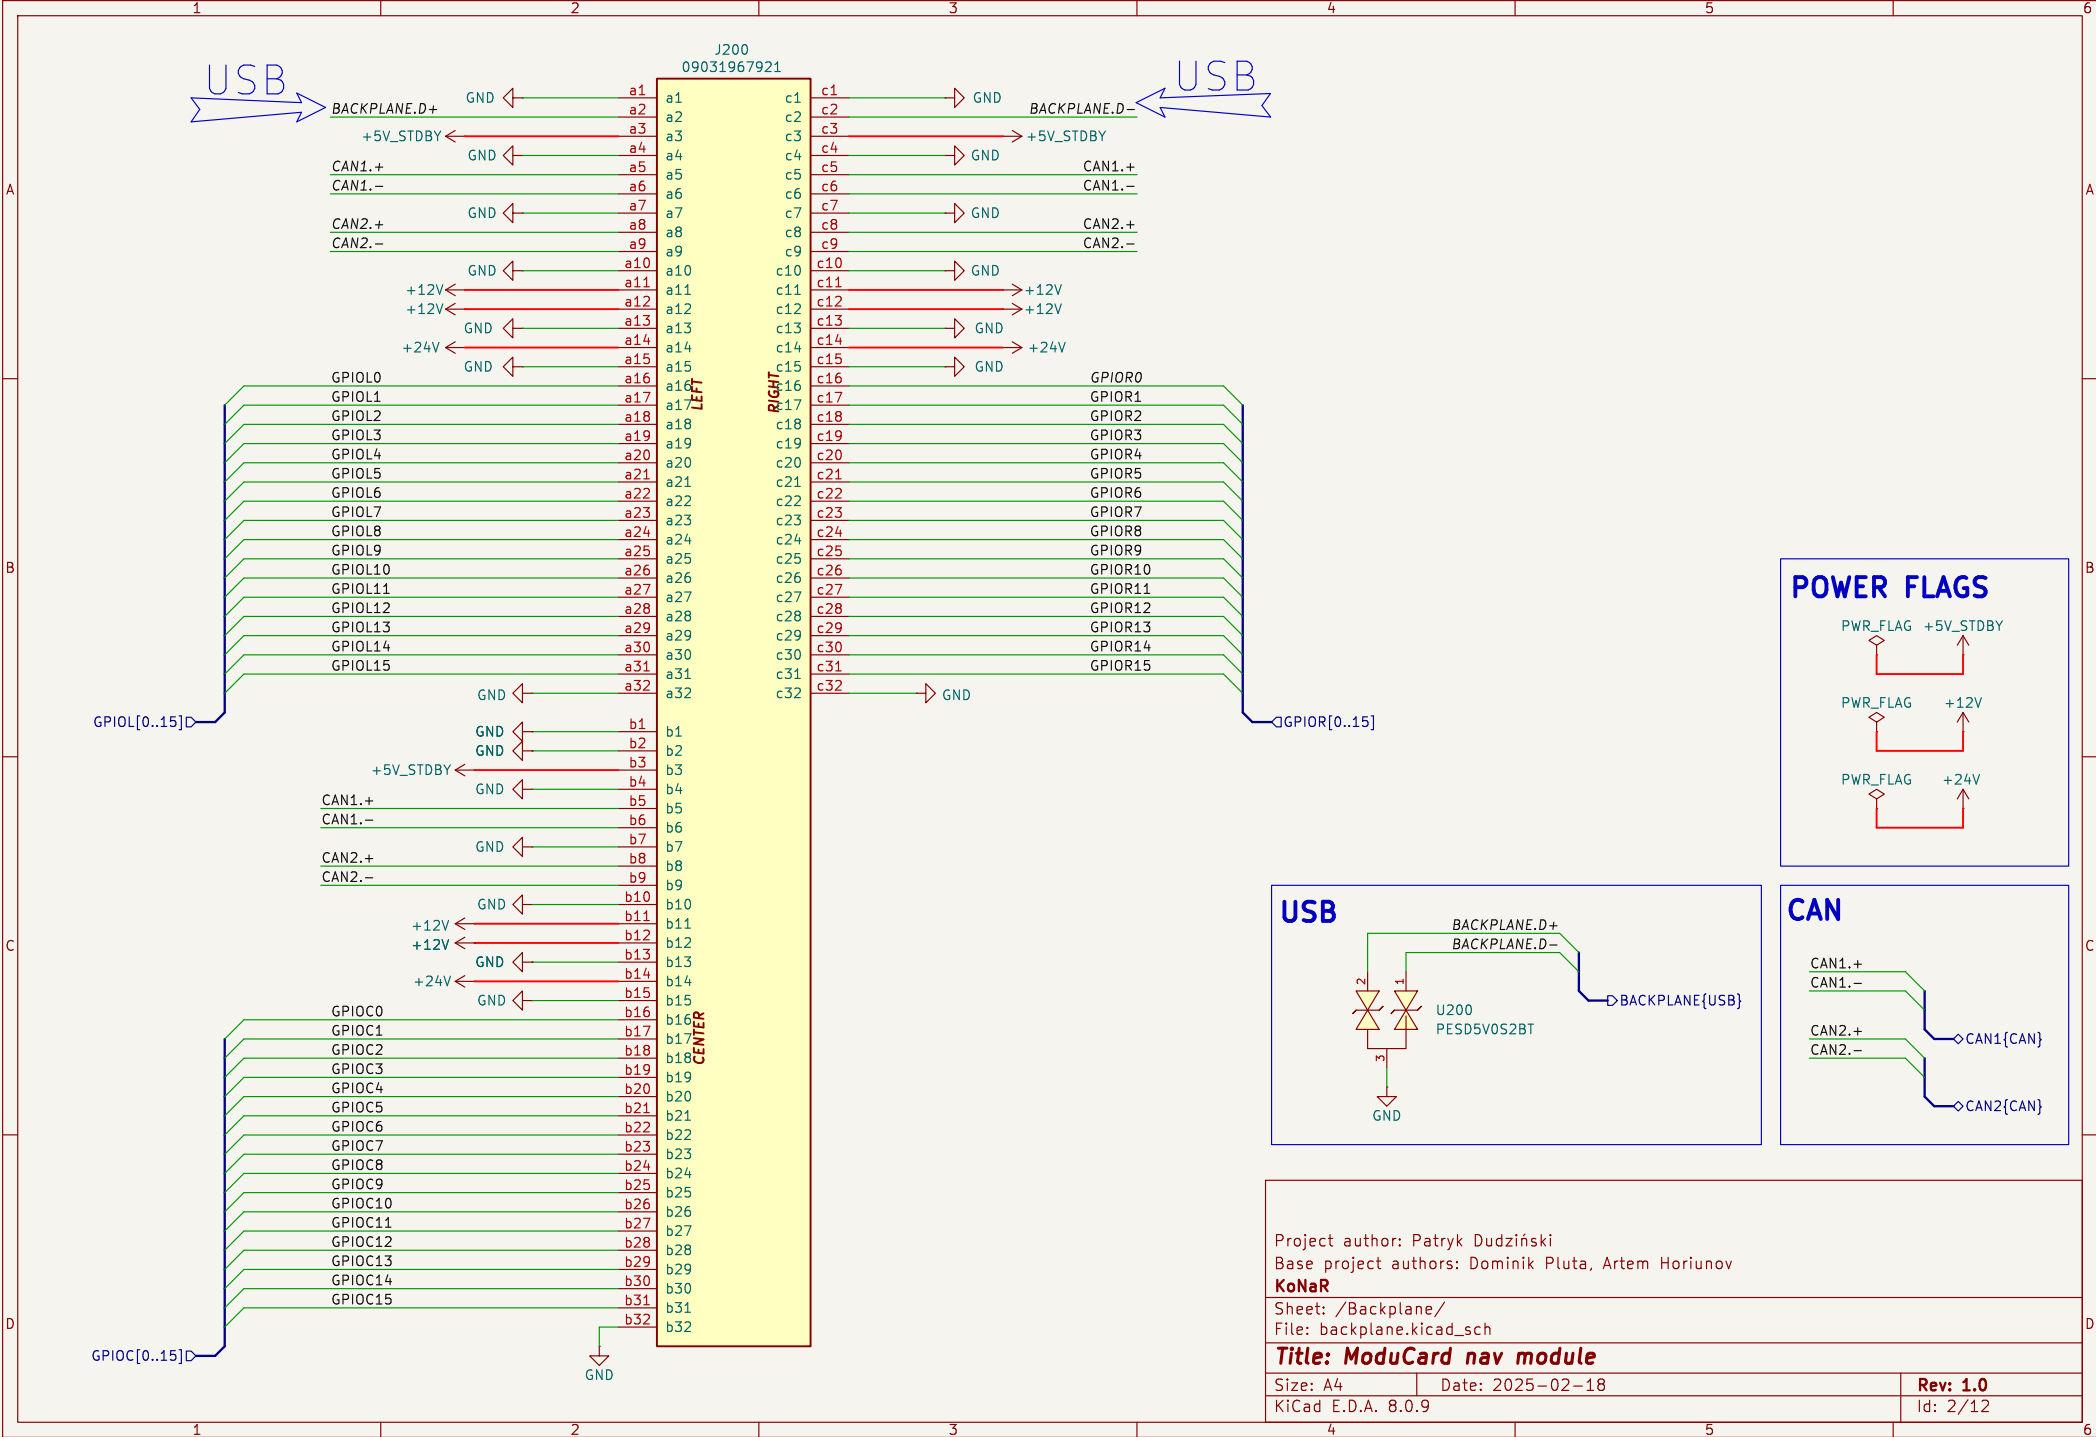 1 2 3 4 5 6
J200
09031967921
USB
USB
GND a1 a1 c1 c1 GND
BACKPLANE.D+ a2 a2 c2 c2 BACKPLANE.D-
+5V_STDBY a3 a3 c3 c3 +5V_STDBY
GND a4 a4 c4 c4 GND
CAN1.+ a5 a5 c5 c5 CAN1.+
CAN1.- a6 a6 c6 c6 CAN1.-
A A
GND a7 a7 c7 c7 GND
CAN2.+ a8 a8 c8 c8 CAN2.+
CAN2.- a9 a9 c9 c9 CAN2.-
GND a10 a10 c10 c10 GND
+12V a11 a11 c11 c11 +12V
+12V a12 a12 c12 c12 +12V
GND a13 a13 c13 c13 GND
+24V a14 a14 c14 c14 +24V
GND a15 a15 c15 c15 GND
GPIOL0 a16 a16 c16 c16 GPIOR0
LEFT RIGHT
GPIOL1 a17 a17 c17 c17 GPIOR1
GPIOL2 a18 a18 c18 c18 GPIOR2
GPIOL3 a19 a19 c19 c19 GPIOR3
GPIOL4 a20 a20 c20 c20 GPIOR4
GPIOL5 a21 a21 c21 c21 GPIOR5
GPIOL6 a22 a22 c22 c22 GPIOR6
GPIOL7 a23 a23 c23 c23 GPIOR7
GPIOL8 a24 a24 c24 c24 GPIOR8
GPIOL9 a25 a25 c25 c25 GPIOR9
B B
GPIOL10 a26 a26 c26 c26 GPIOR10
GPIOL11 a27 a27 c27 c27 GPIOR11
GPIOL12 a28 a28 c28 c28 GPIOR12
GPIOL13 a29 a29 c29 c29 GPIOR13
GPIOL14 a30 a30 c30 c30 GPIOR14
GPIOL15 a31 a31 c31 c31 GPIOR15
GND a32 a32 c32 c32 GND
GPIOL[0..15]
GPIOR[0..15]
POWER FLAGS
PWR_FLAG +5V_STDBY
PWR_FLAG +12V
PWR_FLAG +24V
GND b1 b1
GND b2 b2
+5V_STDBY b3 b3
GND b4 b4
CAN1.+ b5 b5
CAN1.- b6 b6
GND b7 b7
CAN2.+ b8 b8
CAN2.- b9 b9
GND b10 b10
+12V b11 b11
+12V b12 b12
C C
GND b13 b13
+24V b14 b14
GND b15 b15
GPIOC0 b16 b16
CENTER
GPIOC1 b17 b17
GPIOC2 b18 b18
GPIOC3 b19 b19
GPIOC4 b20 b20
GPIOC5 b21 b21
GPIOC6 b22 b22
GPIOC7 b23 b23
GPIOC8 b24 b24
GPIOC9 b25 b25
GPIOC10 b26 b26
GPIOC11 b27 b27
GPIOC12 b28 b28
GPIOC13 b29 b29
GPIOC14 b30 b30
GPIOC15 b31 b31
b32 b32
GPIOC[0..15]
GND
USB
BACKPLANE.D+
BACKPLANE.D-
2 1
BACKPLANE{USB}
U200
PESD5V0S2BT
3
GND
CAN
CAN1.+
CAN1.-
CAN2.+
CAN1{CAN}
CAN2.-
CAN2{CAN}
Project author: Patryk Dudziński
Base project authors: Dominik Pluta, Artem Horiunov
KoNaR
Sheet: /Backplane/
File: backplane.kicad_sch
D D
Title: ModuCard nav module
Size: A4 Date: 2025-02-18 Rev: 1.0
KiCad E.D.A. 8.0.9 Id: 2/12
1 2 3 4 5 6